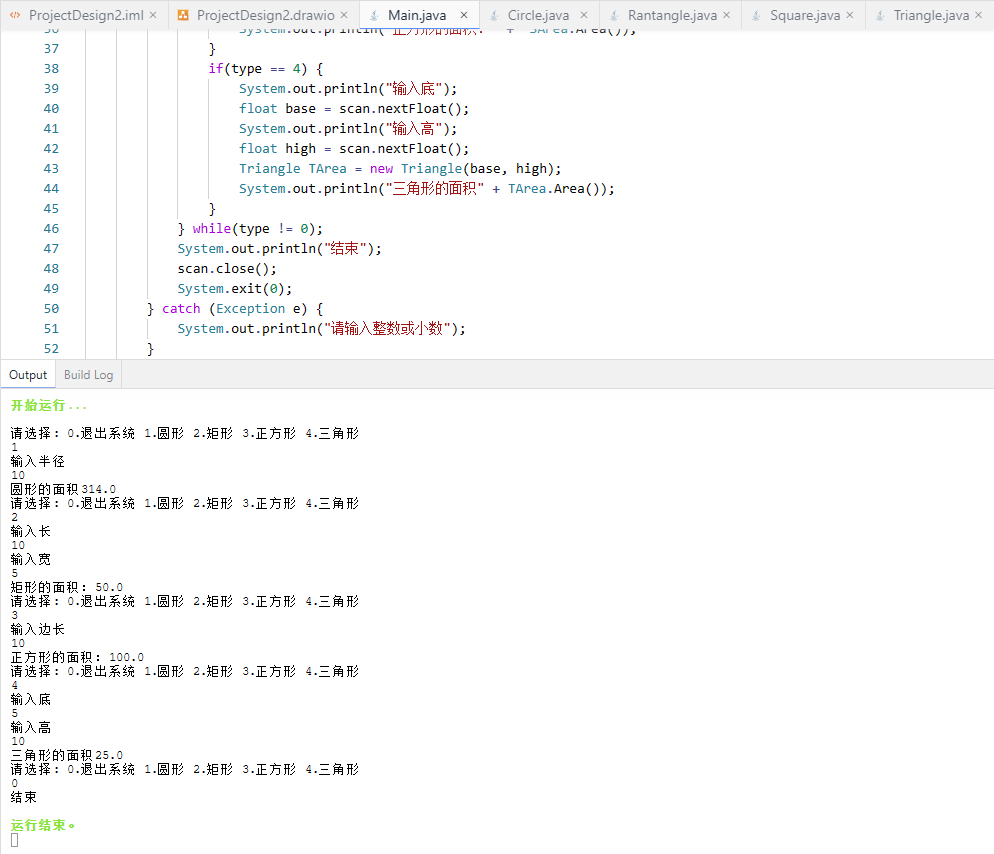 ProjectDesign2.iml × ProjectDesign2.drawio × Main.java × Circle.java × Rantangle.java × Square.java × Triangle.java ×
36 System.out.println("正方形的面积: " + SArea.Area());
37 }
38 if(type == 4) {
39 System.out.println("输入底");
40 float base = scan.nextFloat();
41 System.out.println("输入高");
42 float high = scan.nextFloat();
43 Triangle TArea = new Triangle(base, high);
44 System.out.println("三角形的面积" + TArea.Area());
45 }
46 } while(type != 0);
47 System.out.println("结束");
48 scan.close();
49 System.exit(0);
50 } catch (Exception e) {
51 System.out.println("请输入整数或小数");
52 }
Output Build Log
开始运行...
请选择: 0.退出系统 1.圆形 2.矩形 3.正方形 4.三角形
1
输入半径
10
圆形的面积314.0
请选择: 0.退出系统 1.圆形 2.矩形 3.正方形 4.三角形
2
输入长
10
输入宽
5
矩形的面积: 50.0
请选择: 0.退出系统 1.圆形 2.矩形 3.正方形 4.三角形
3
输入边长
10
正方形的面积: 100.0
请选择: 0.退出系统 1.圆形 2.矩形 3.正方形 4.三角形
4
输入底
5
输入高
10
三角形的面积25.0
请选择: 0.退出系统 1.圆形 2.矩形 3.正方形 4.三角形
0
结束
运行结束。